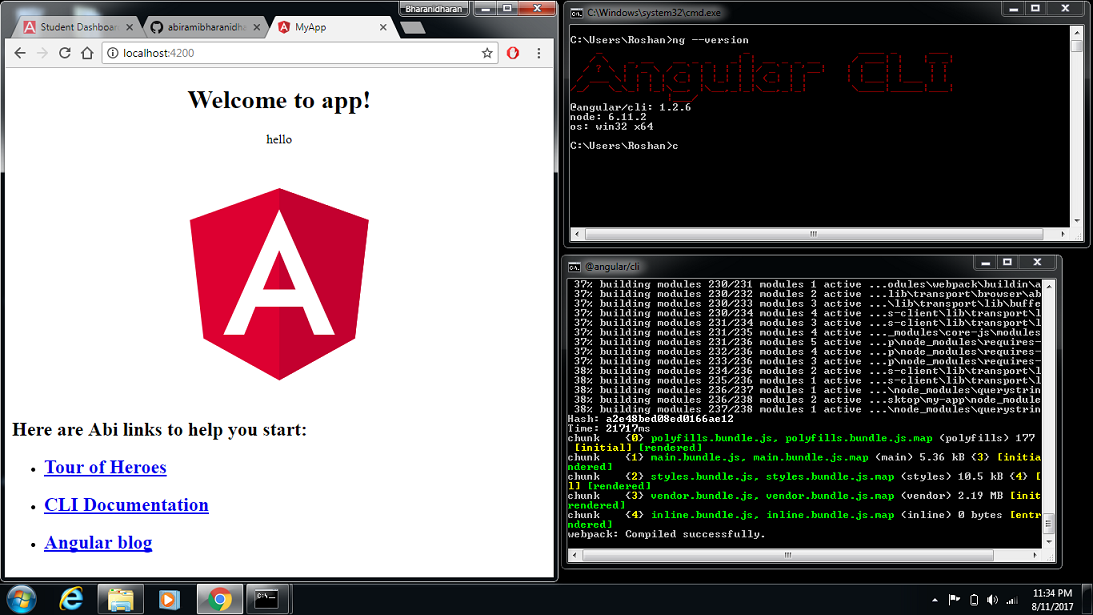 Bharanidharan
Student Dashboar
abiramibharanidha
MyApp
localhost:4200
Welcome to app!
hello
A
Here are Abi links to help you start:
Tour of Heroes
CLI Documentation
Angular blog
C:\Windows\system32\cmd.exe
C:\Users\Roshan>ng --version
Angular CLI
@angular/cli: 1.2.6
node: 6.11.2
os: win32 x64
C:\Users\Roshan>c
@angular/cli
37% building modules 230/231 modules 1 active ...odules\webpack\buildin\a
37% building modules 230/232 modules 2 active ...lib\transport\browser\ab
37% building modules 230/233 modules 3 active ...\lib\transport\lib\buffe
37% building modules 230/234 modules 4 active ...s-client\lib\transport\l
37% building modules 231/234 modules 3 active ...s-client\lib\transport\l
37% building modules 231/235 modules 4 active ..._modules\core-js\modules
37% building modules 231/236 modules 5 active ...p\node_modules\requires-
37% building modules 232/236 modules 4 active ...p\node_modules\requires-
37% building modules 233/236 modules 3 active ...p\node_modules\requires-
38% building modules 234/236 modules 2 active ...s-client\lib\transport\l
38% building modules 235/236 modules 1 active ...s-client\lib\transport\l
38% building modules 236/237 modules 1 active ...\node_modules\querystrin
38% building modules 236/238 modules 2 active ...sktop\my-app\node_modul
38% building modules 237/238 modules 1 active ...\node_modules\querystrin
Hash: a2e48bed08ed0166ae12
Time: 21717ms
chunk {0} polyfills.bundle.js, polyfills.bundle.js.map (polyfills) 177
[initial] [rendered]
chunk {1} main.bundle.js, main.bundle.js.map (main) 5.36 kB {3} [initia
ndered]
chunk {2} styles.bundle.js, styles.bundle.js.map (styles) 10.5 kB {4} [
l] [rendered]
chunk {3} vendor.bundle.js, vendor.bundle.js.map (vendor) 2.19 MB [init
rendered]
chunk {4} inline.bundle.js, inline.bundle.js.map (inline) 0 bytes [entr
ndered]
webpack: Compiled successfully.
11:34 PM
8/11/2017